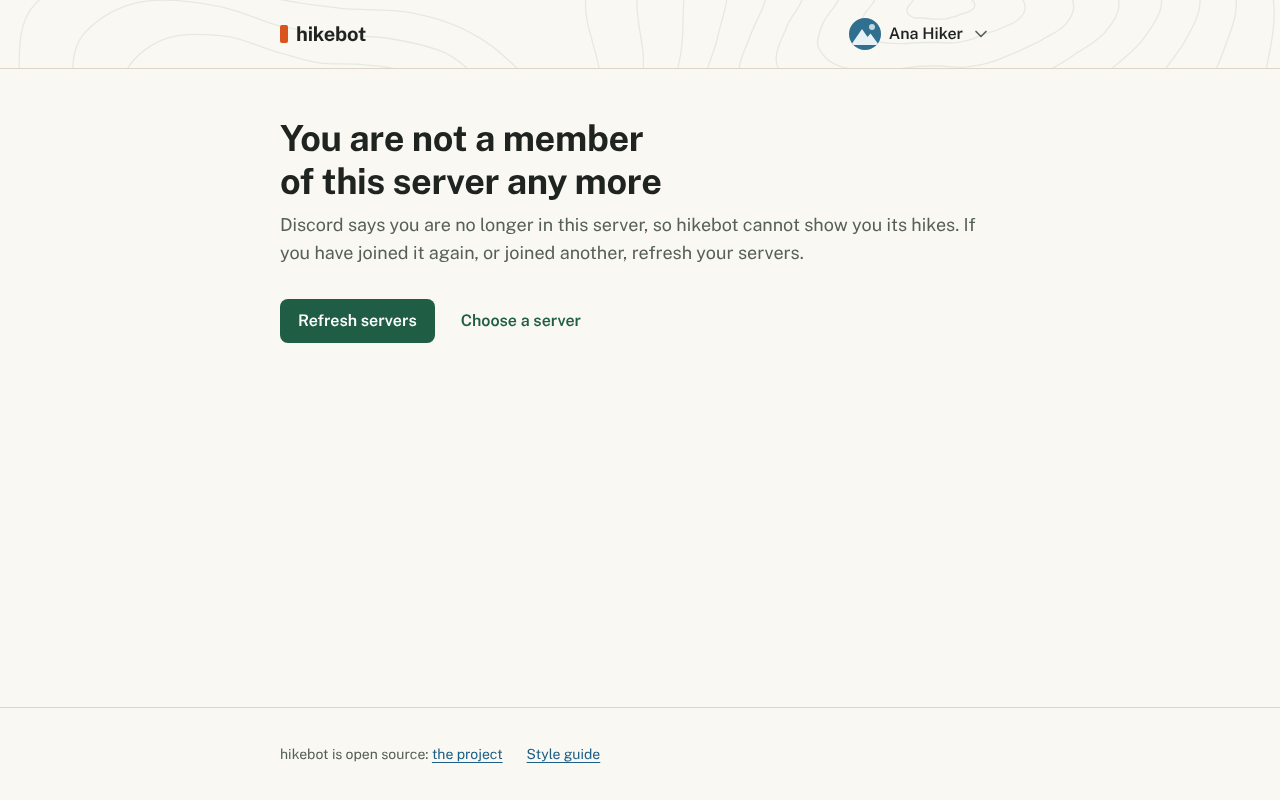 hikebot
Ana Hiker
You are not a member
of this server any more
Discord says you are no longer in this server, so hikebot cannot show you its hikes. If
you have joined it again, or joined another, refresh your servers.
Refresh servers
Choose a server
hikebot is open source: the project
Style guide